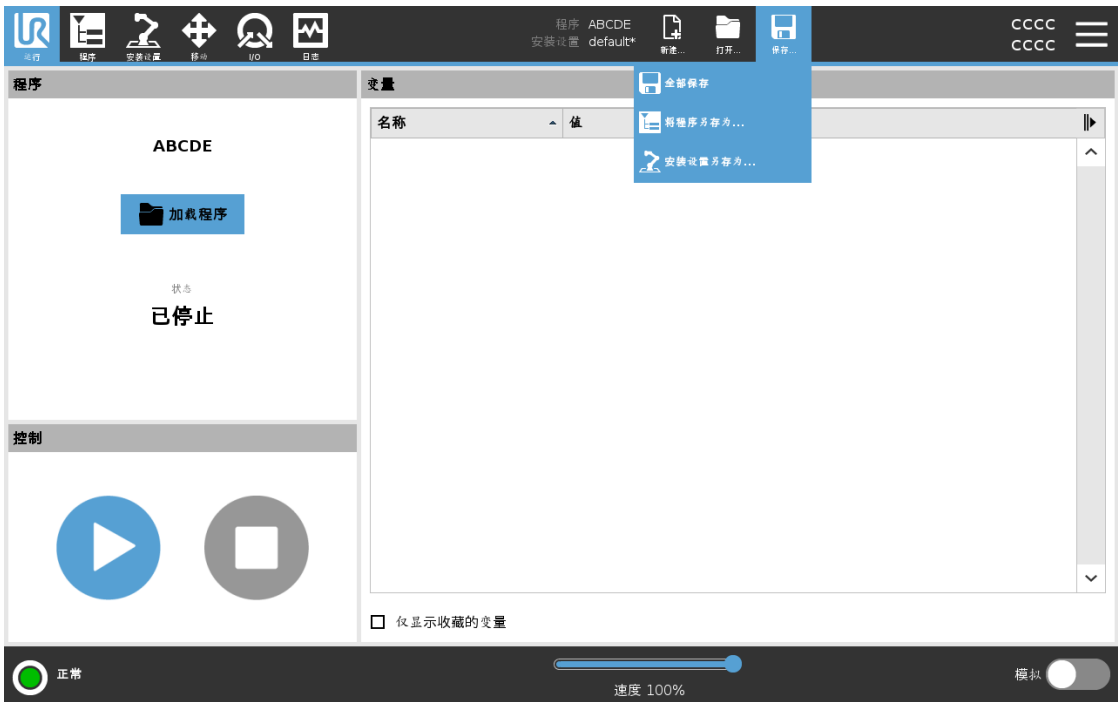 UR
运行 程序 安装设置 移动 I/O 日志
程序 ABCDE
安装设置 default*
新建... 打开... 保存...
CCCC
CCCC
全部保存
将程序另存为...
安装设置另存为...
程序
ABCDE
加载程序
状态
已停止
控制
变量
名称 值
仅显示收藏的变量
正常
速度 100%
模拟